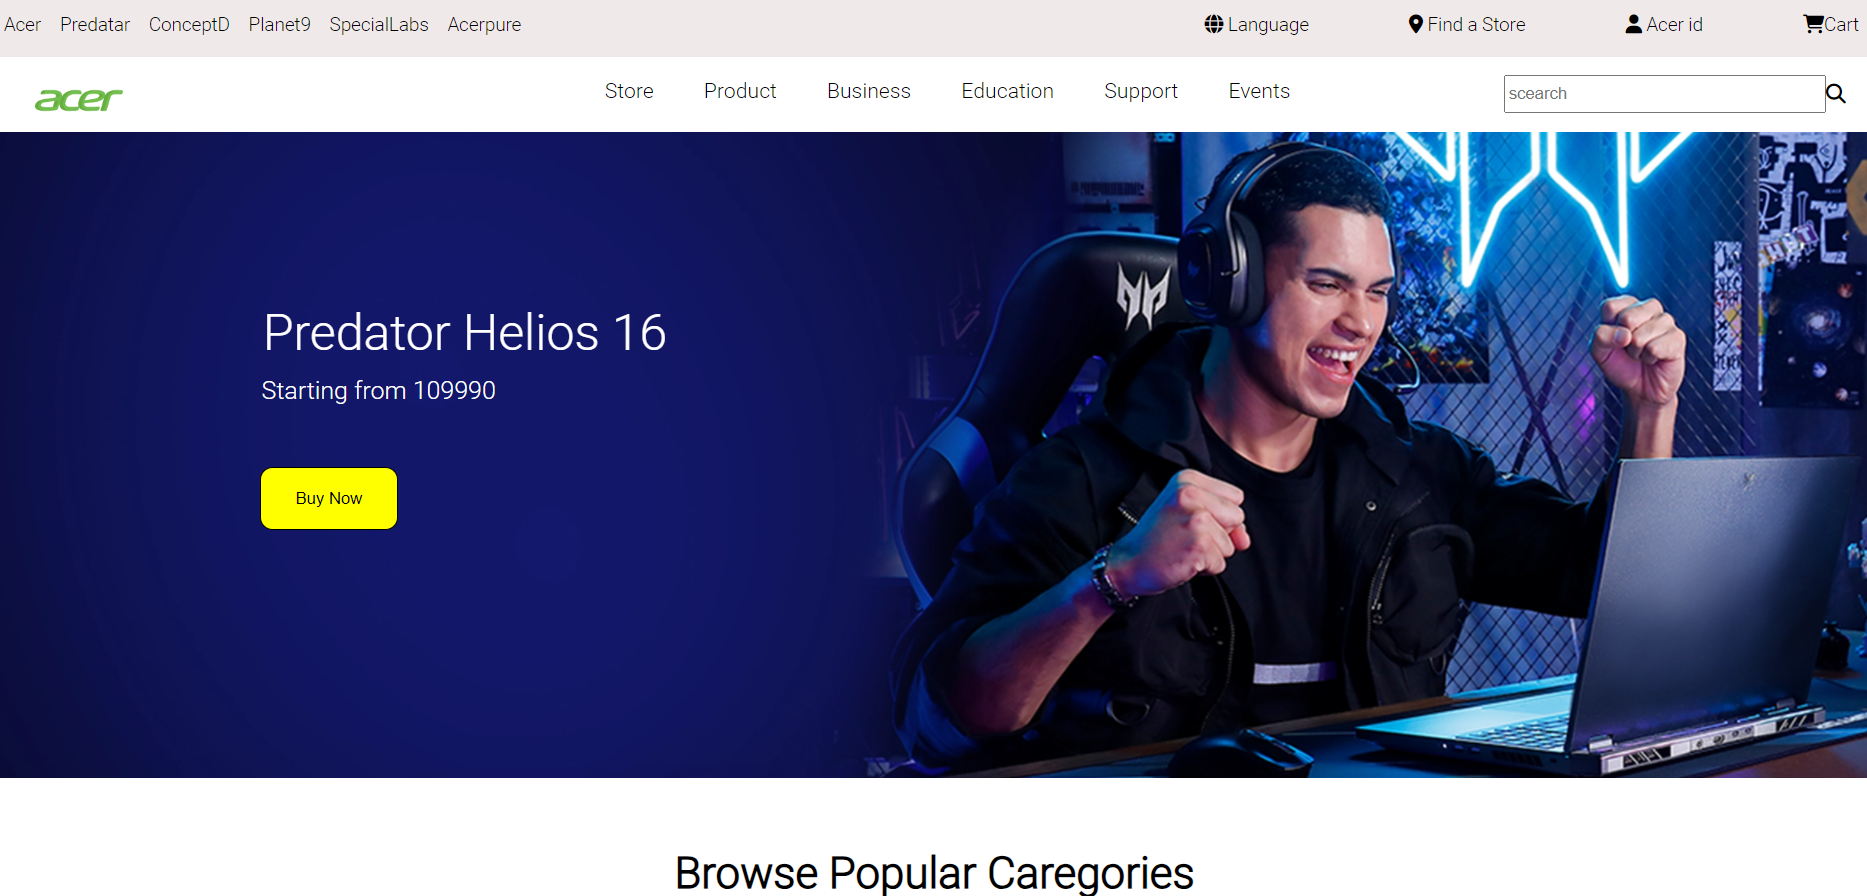 Acer Predatar ConceptD Planet9 SpecialLabs Acerpure Language Find a Store Acer id Cart
acer Store Product Business Education Support Events scearch
Predator Helios 16
Starting from 109990
Buy Now
Browse Popular Caregories